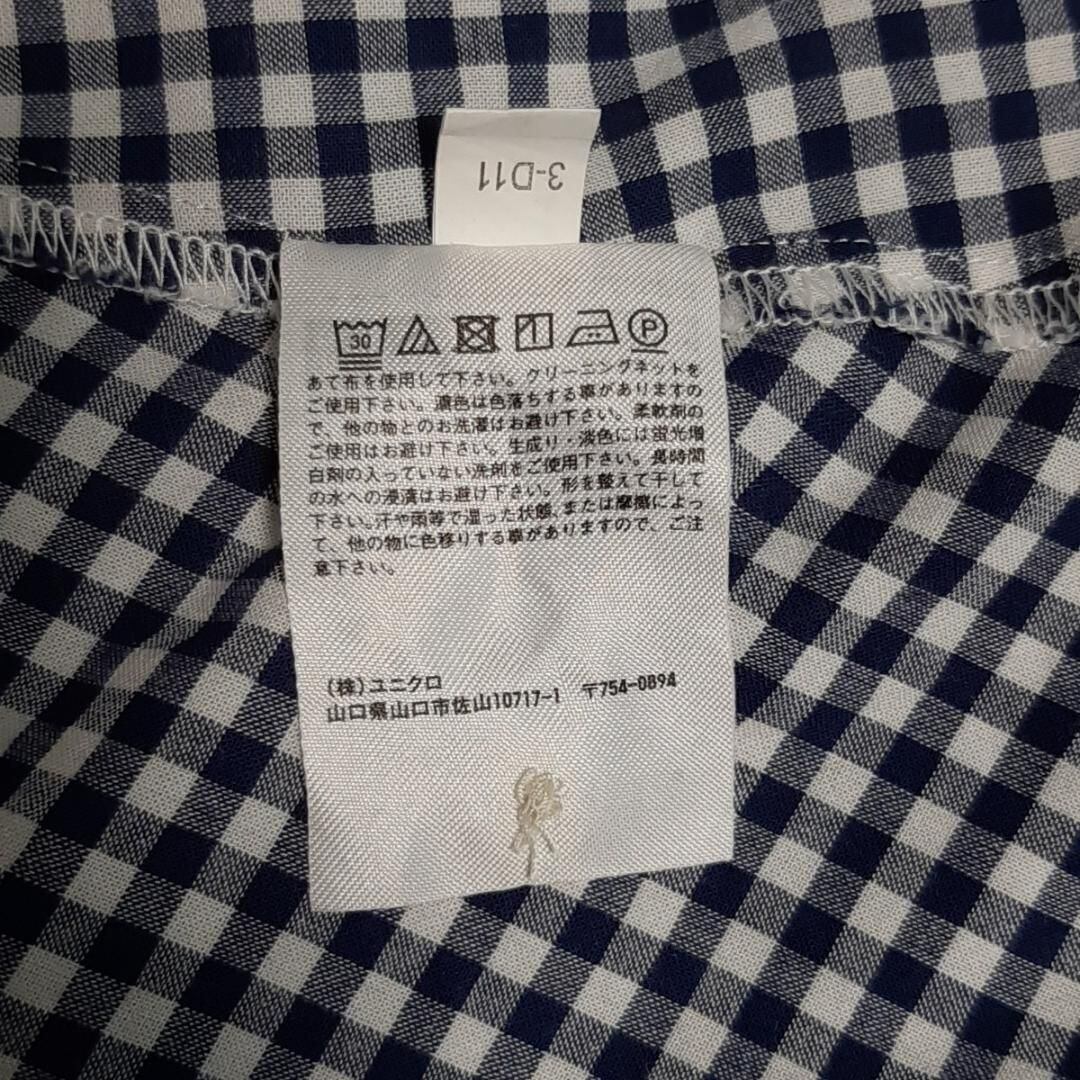 3-D11
30 P
あて布を使用して下さい。クリーニングネットを
ご使用下さい。濃色は色落ちする事がありますの
で、他の物とのお洗濯はお避け下さい。柔軟剤の
ご使用はお避け下さい。生成り・淡色には蛍光増
白剤の入っていない洗剤をご使用下さい。長時間
の水への浸漬はお避け下さい。形を整えて干して
下さい。汗や雨等で湿った状態、または摩擦によっ
て、他の物に色移りする事がありますので、ご注
意下さい。
(株)ユニクロ
山口県山口市佐山10717-1 〒754-0894